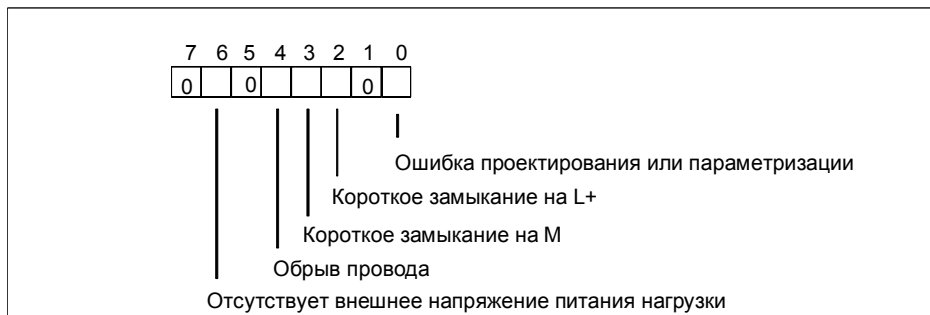 7 6 5 4 3 2 1 0
0 0 0
Ошибка проектирования или параметризации
Короткое замыкание на L+
Короткое замыкание на M
Обрыв провода
Отсутствует внешнее напряжение питания нагрузки